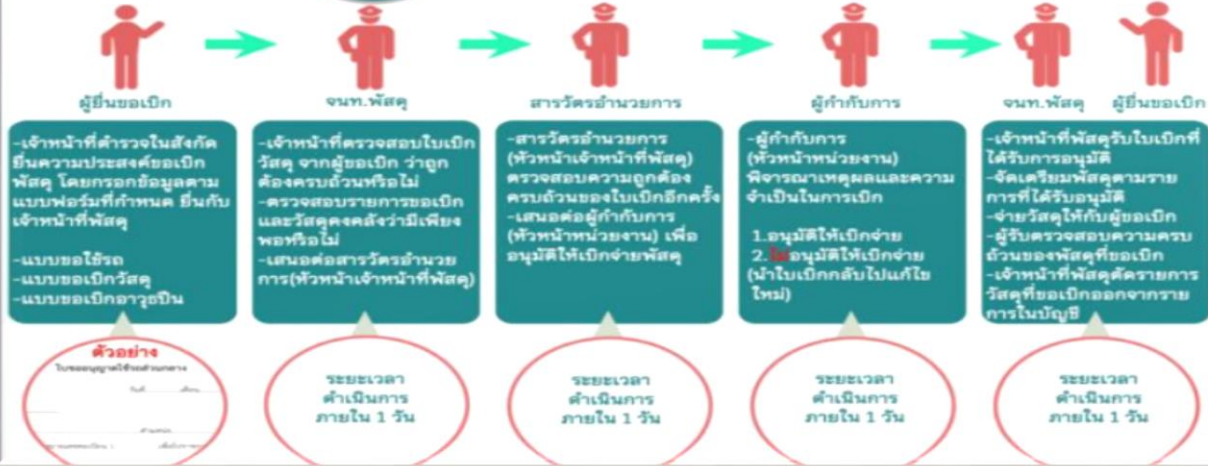 ผู้ยื่นขอเบิก
จนท.พัสดุ
สารวัตรอำนวยการ
ผู้กำกับการ
จนท.พัสดุ
ผู้ยื่นขอเบิก
-เจ้าหน้าที่ตำรวจในสังกัด
ยื่นความประสงค์ขอเบิก
พัสดุ โดยกรอกข้อมูลตาม
แบบฟอร์มที่กำหนด ยื่นกับ
เจ้าหน้าที่พัสดุ
-แบบขอใช้รถ
-แบบขอเบิกวัสดุ
-แบบขอเบิกอาวุธปืน
-เจ้าหน้าที่ตรวจสอบใบเบิก
วัสดุ จากผู้ขอเบิก ว่าถูก
ต้องครบถ้วนหรือไม่
-ตรวจสอบรายการขอเบิก
และวัสดุคงคลังว่ามีเพียง
พอหรือไม่
-เสนอต่อสารวัตรอำนวย
การ(หัวหน้าเจ้าหน้าที่พัสดุ)
-สารวัตรอำนวยการ
(หัวหน้าเจ้าหน้าที่พัสดุ)
ตรวจสอบความถูกต้อง
ครบถ้วนของใบเบิกอีกครั้ง
-เสนอต่อผู้กำกับการ
(หัวหน้าหน่วยงาน) เพื่อ
อนุมัติให้เบิกจ่ายพัสดุ
-ผู้กำกับการ
(หัวหน้าหน่วยงาน)
พิจารณาเหตุผลและความ
จำเป็นในการเบิก
1.อนุมัติให้เบิกจ่าย
2.ไม่อนุมัติให้เบิกจ่าย
(นำใบเบิกกลับไปแก้ไข
ใหม่)
-เจ้าหน้าที่พัสดุรับใบเบิกที่
ได้รับการอนุมัติ
-จัดเตรียมพัสดุตามราย
การที่ได้รับอนุมัติ
-จ่ายวัสดุให้กับผู้ขอเบิก
-ผู้รับตรวจสอบความครบ
ถ้วนของพัสดุที่ขอเบิก
-เจ้าหน้าที่พัสดุตัดรายการ
วัสดุที่ขอเบิกออกจากราย
การในบัญชี
ตัวอย่าง
ใบขออนุญาตใช้รถส่วนกลาง
ระยะเวลา
ดำเนินการ
ภายใน 1 วัน
ระยะเวลา
ดำเนินการ
ภายใน 1 วัน
ระยะเวลา
ดำเนินการ
ภายใน 1 วัน
ระยะเวลา
ดำเนินการ
ภายใน 1 วัน